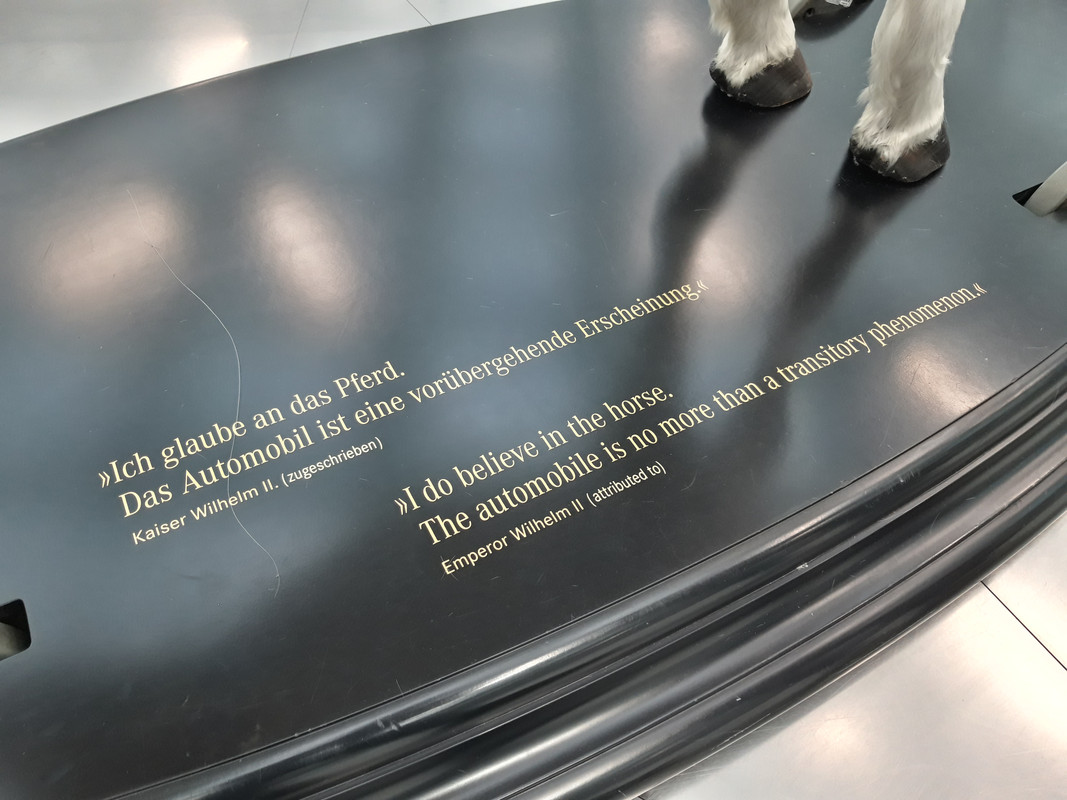 »Ich glaube an das Pferd.
Das Automobil ist eine vorübergehende Erscheinung.«
Kaiser Wilhelm II. (zugeschrieben)
»I do believe in the horse.
The automobile is no more than a transitory phenomenon.«
Emperor Wilhelm II (attributed to)